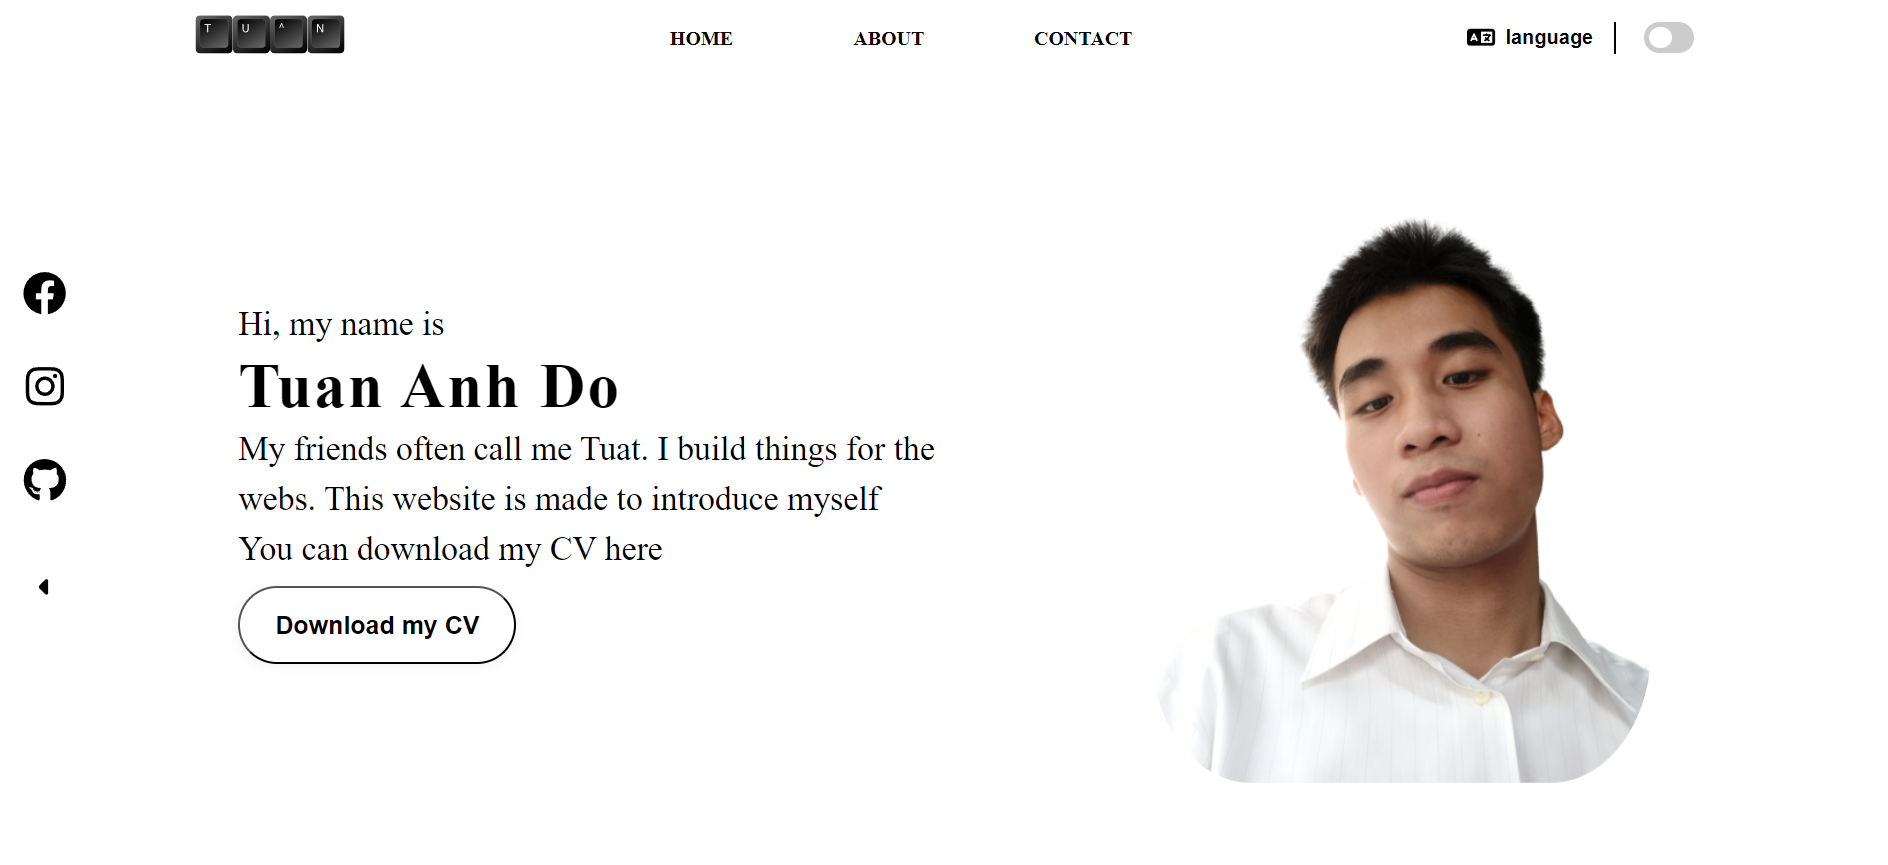 T U ^ N
HOME ABOUT CONTACT
language
Hi, my name is
Tuan Anh Do
My friends often call me Tuat. I build things for the
webs. This website is made to introduce myself
You can download my CV here
Download my CV